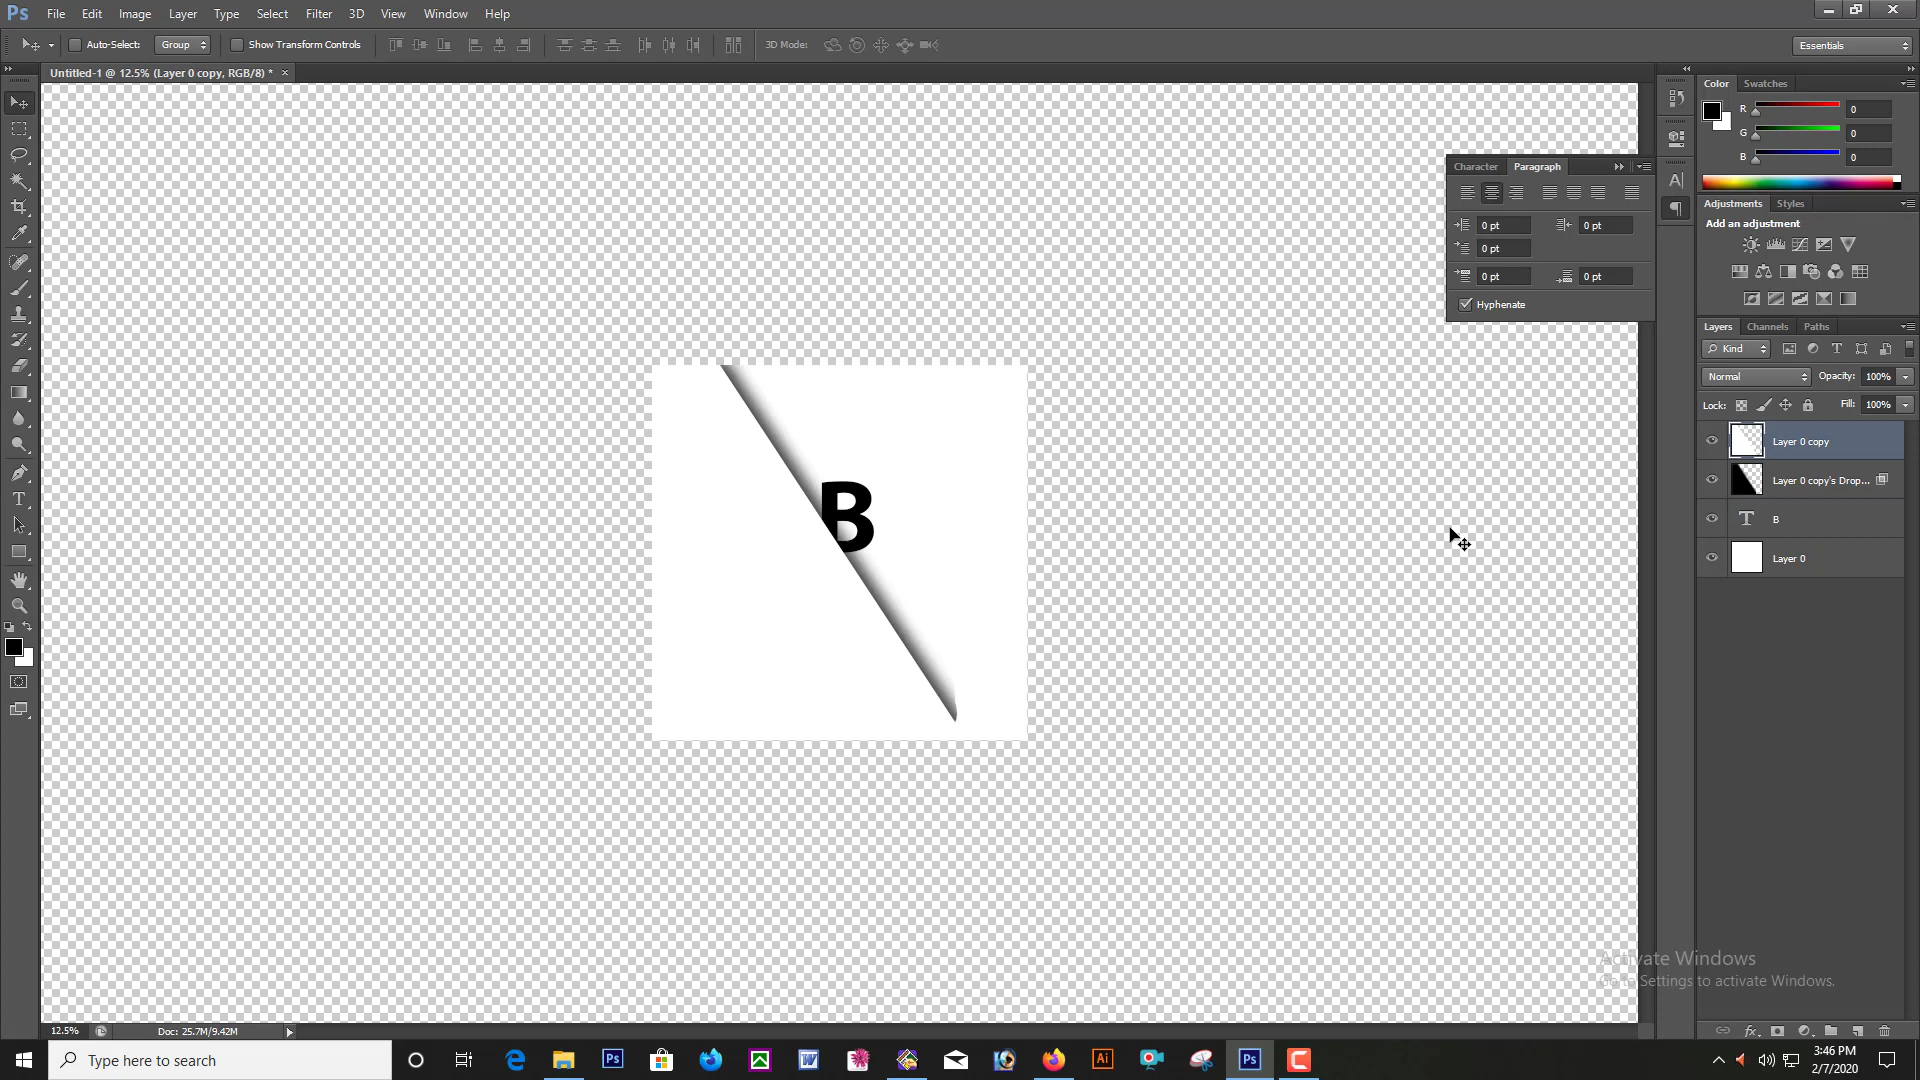 Ps File Edit Image Layer Type Select Filter 3D View Window Help
Auto-Select: Group Show Transform Controls 3D Mode: Essentials
Untitled-1 @ 12.5% (Layer 0 copy, RGB/8) * ×
Color Swatches
R 0
G 0
B 0
Character Paragraph
0 pt 0 pt
0 pt
0 pt 0 pt
Hyphenate
Adjustments Styles
Add an adjustment
Layers Channels Paths
Kind
Normal Opacity: 100%
Lock: Fill: 100%
Layer 0 copy
Layer 0 copy's Drop...
T B
Layer 0
B
Activate Windows
Go to Settings to activate Windows.
12.5% Doc: 25.7M/9.42M
Type here to search
3:46 PM
2/7/2020